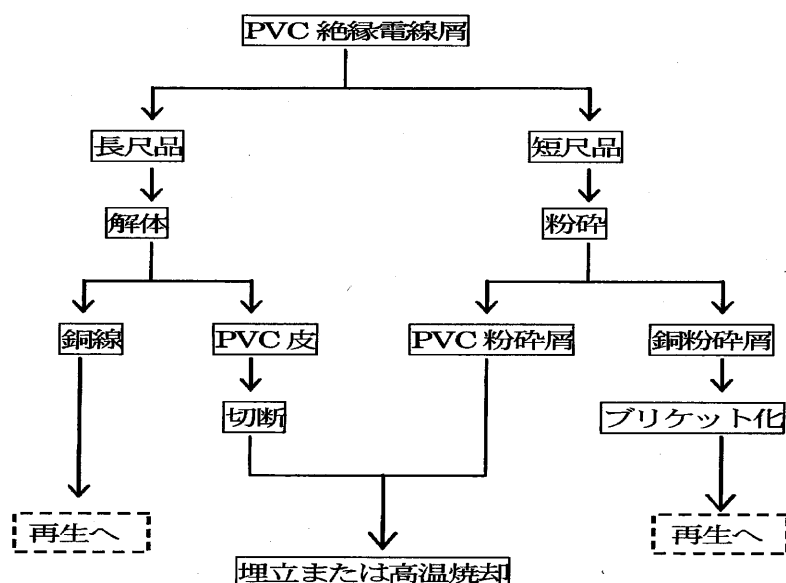 PVC 絶縁電線屑
長尺品
短尺品
解体
粉砕
銅線
PVC 皮
PVC 粉砕屑
銅粉砕屑
切断
ブリケット化
再生へ
再生へ
埋立または高温焼却